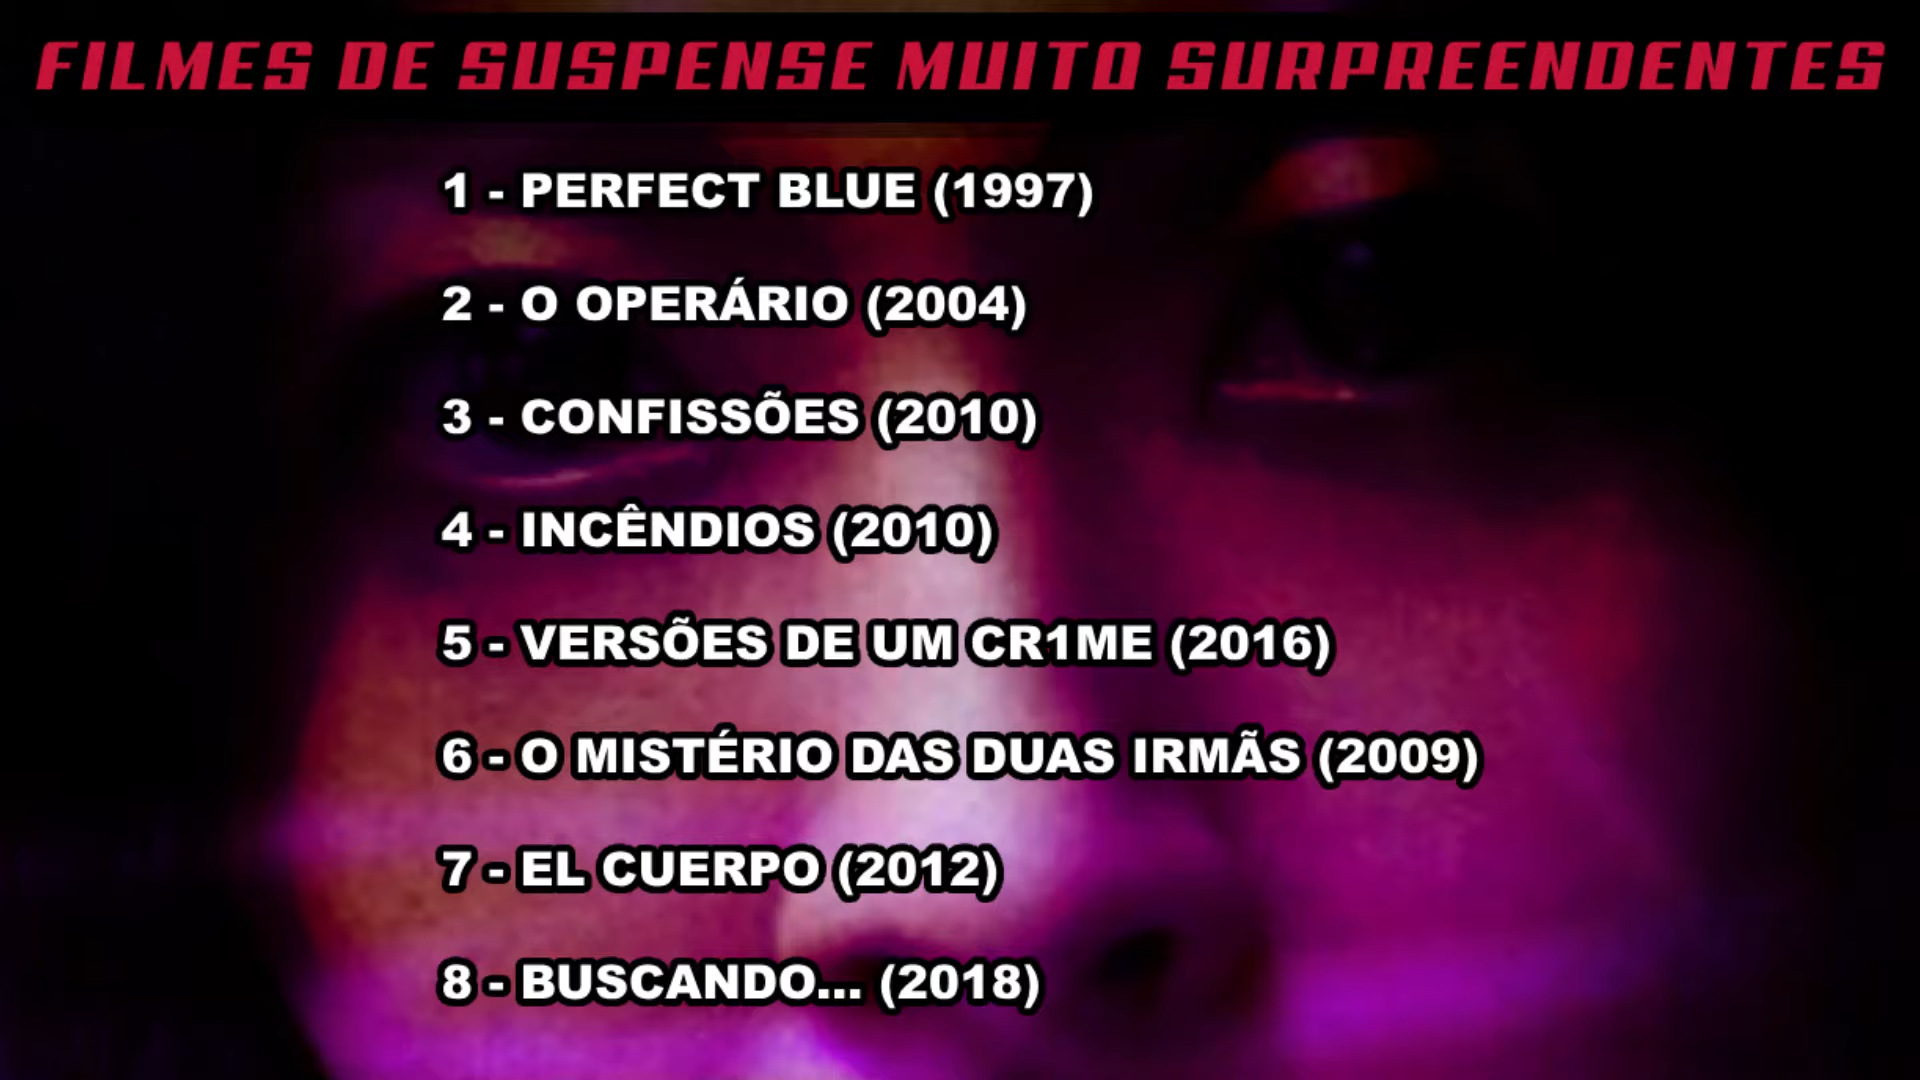 FILMES DE SUSPENSE MUITO SURPREENDENTES
1 - PERFECT BLUE (1997)
2 - O OPERÁRIO (2004)
3 - CONFISSÕES (2010)
4 - INCÊNDIOS (2010)
5 - VERSÕES DE UM CR1ME (2016)
6 - O MISTÉRIO DAS DUAS IRMÃS (2009)
7 - EL CUERPO (2012)
8 - BUSCANDO... (2018)